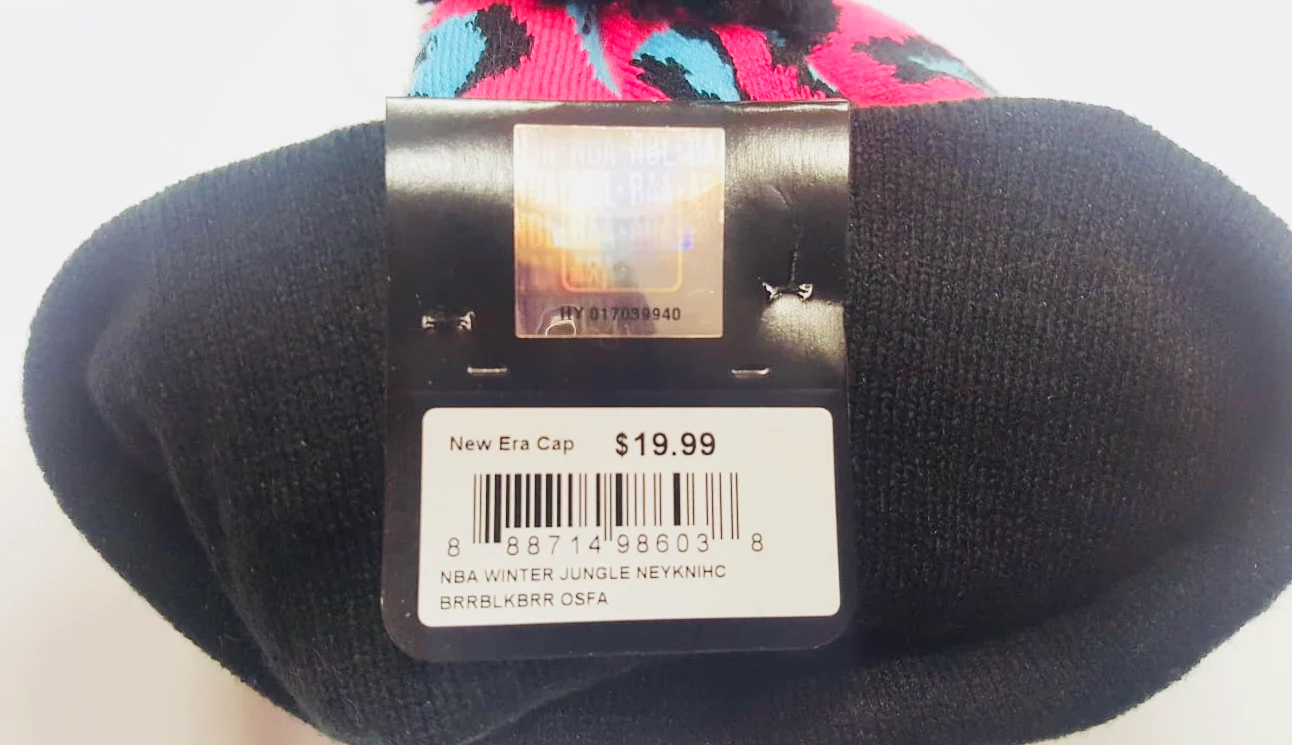 HY 017039940
New Era Cap $19.99
8 88714 98603 8
NBA WINTER JUNGLE NEYKNIHC
BRRBLKBRR OSFA